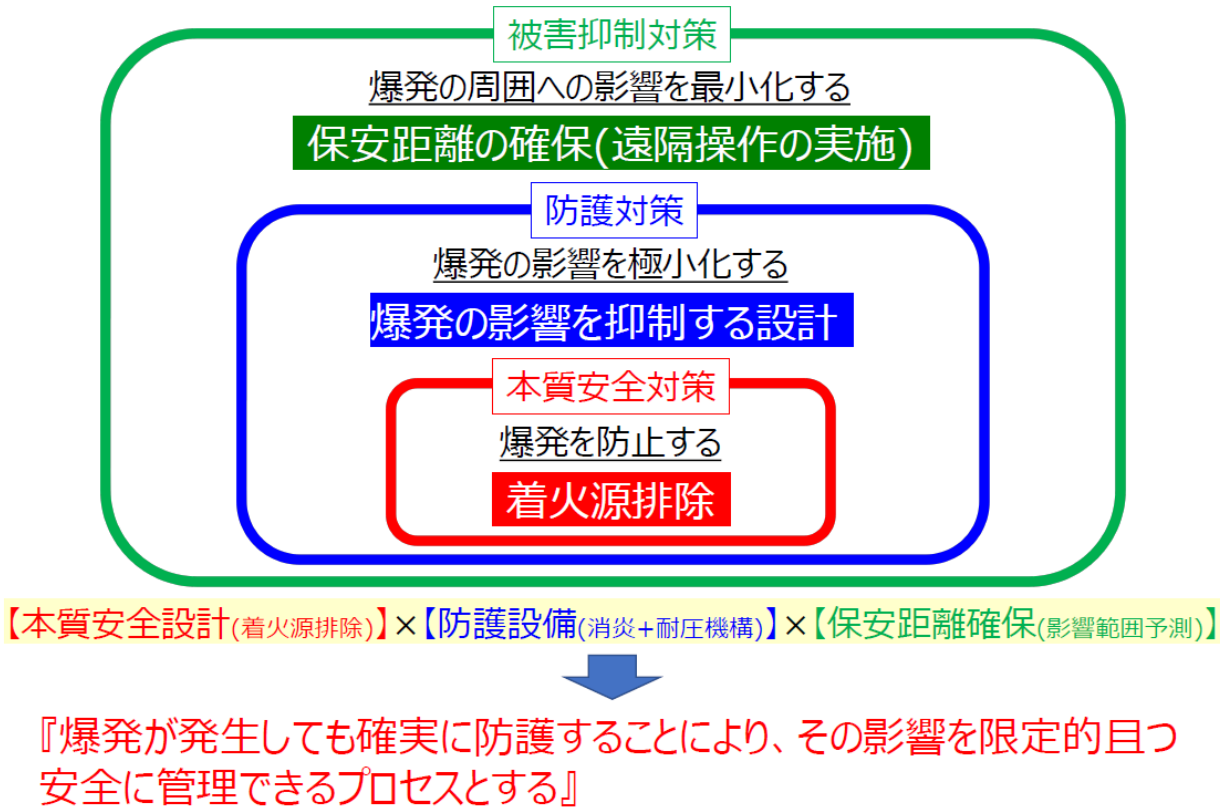 被害抑制対策
爆発の周囲への影響を最小化する
保安距離の確保(遠隔操作の実施)
防護対策
爆発の影響を極小化する
爆発の影響を抑制する設計
本質安全対策
爆発を防止する
着火源排除
【本質安全設計(着火源排除)】×【防護設備(消炎+耐圧機構)】×【保安距離確保(影響範囲予測)】
『爆発が発生しても確実に防護することにより、その影響を限定的且つ
安全に管理できるプロセスとする』